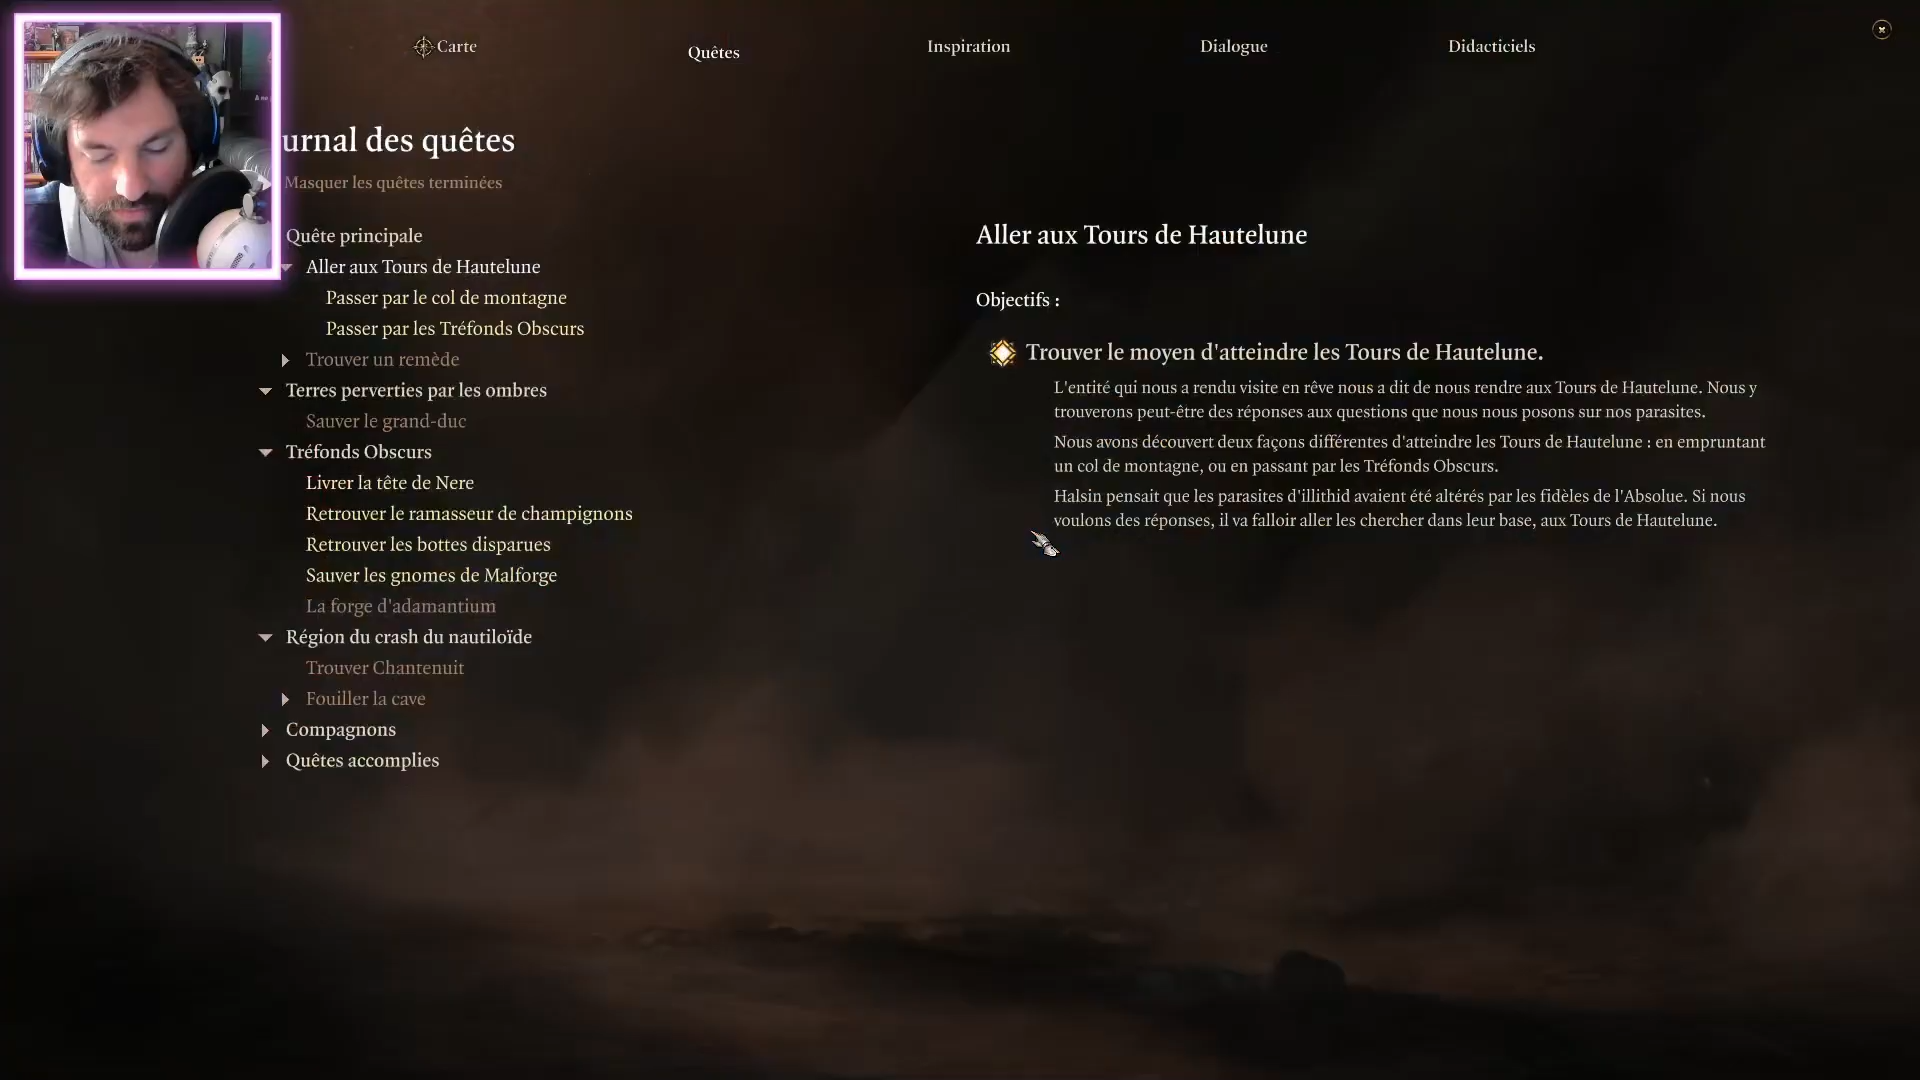 Carte
Quêtes
Inspiration
Dialogue
Didacticiels
urnal des quêtes
Masquer les quêtes terminées
Quête principale
Aller aux Tours de Hautelune
Passer par le col de montagne
Passer par les Tréfonds Obscurs
Trouver un remède
Terres perverties par les ombres
Sauver le grand-duc
Tréfonds Obscurs
Livrer la tête de Nere
Retrouver le ramasseur de champignons
Retrouver les bottes disparues
Sauver les gnomes de Malforge
La forge d'adamantium
Région du crash du nautiloïde
Trouver Chantenuit
Fouiller la cave
Compagnons
Quêtes accomplies
Aller aux Tours de Hautelune
Objectifs :
Trouver le moyen d'atteindre les Tours de Hautelune.
L'entité qui nous a rendu visite en rêve nous a dit de nous rendre aux Tours de Hautelune. Nous y
trouverons peut-être des réponses aux questions que nous nous posons sur nos parasites.
Nous avons découvert deux façons différentes d'atteindre les Tours de Hautelune : en empruntant
un col de montagne, ou en passant par les Tréfonds Obscurs.
Halsin pensait que les parasites d'illithid avaient été altérés par les fidèles de l'Absolue. Si nous
voulons des réponses, il va falloir aller les chercher dans leur base, aux Tours de Hautelune.